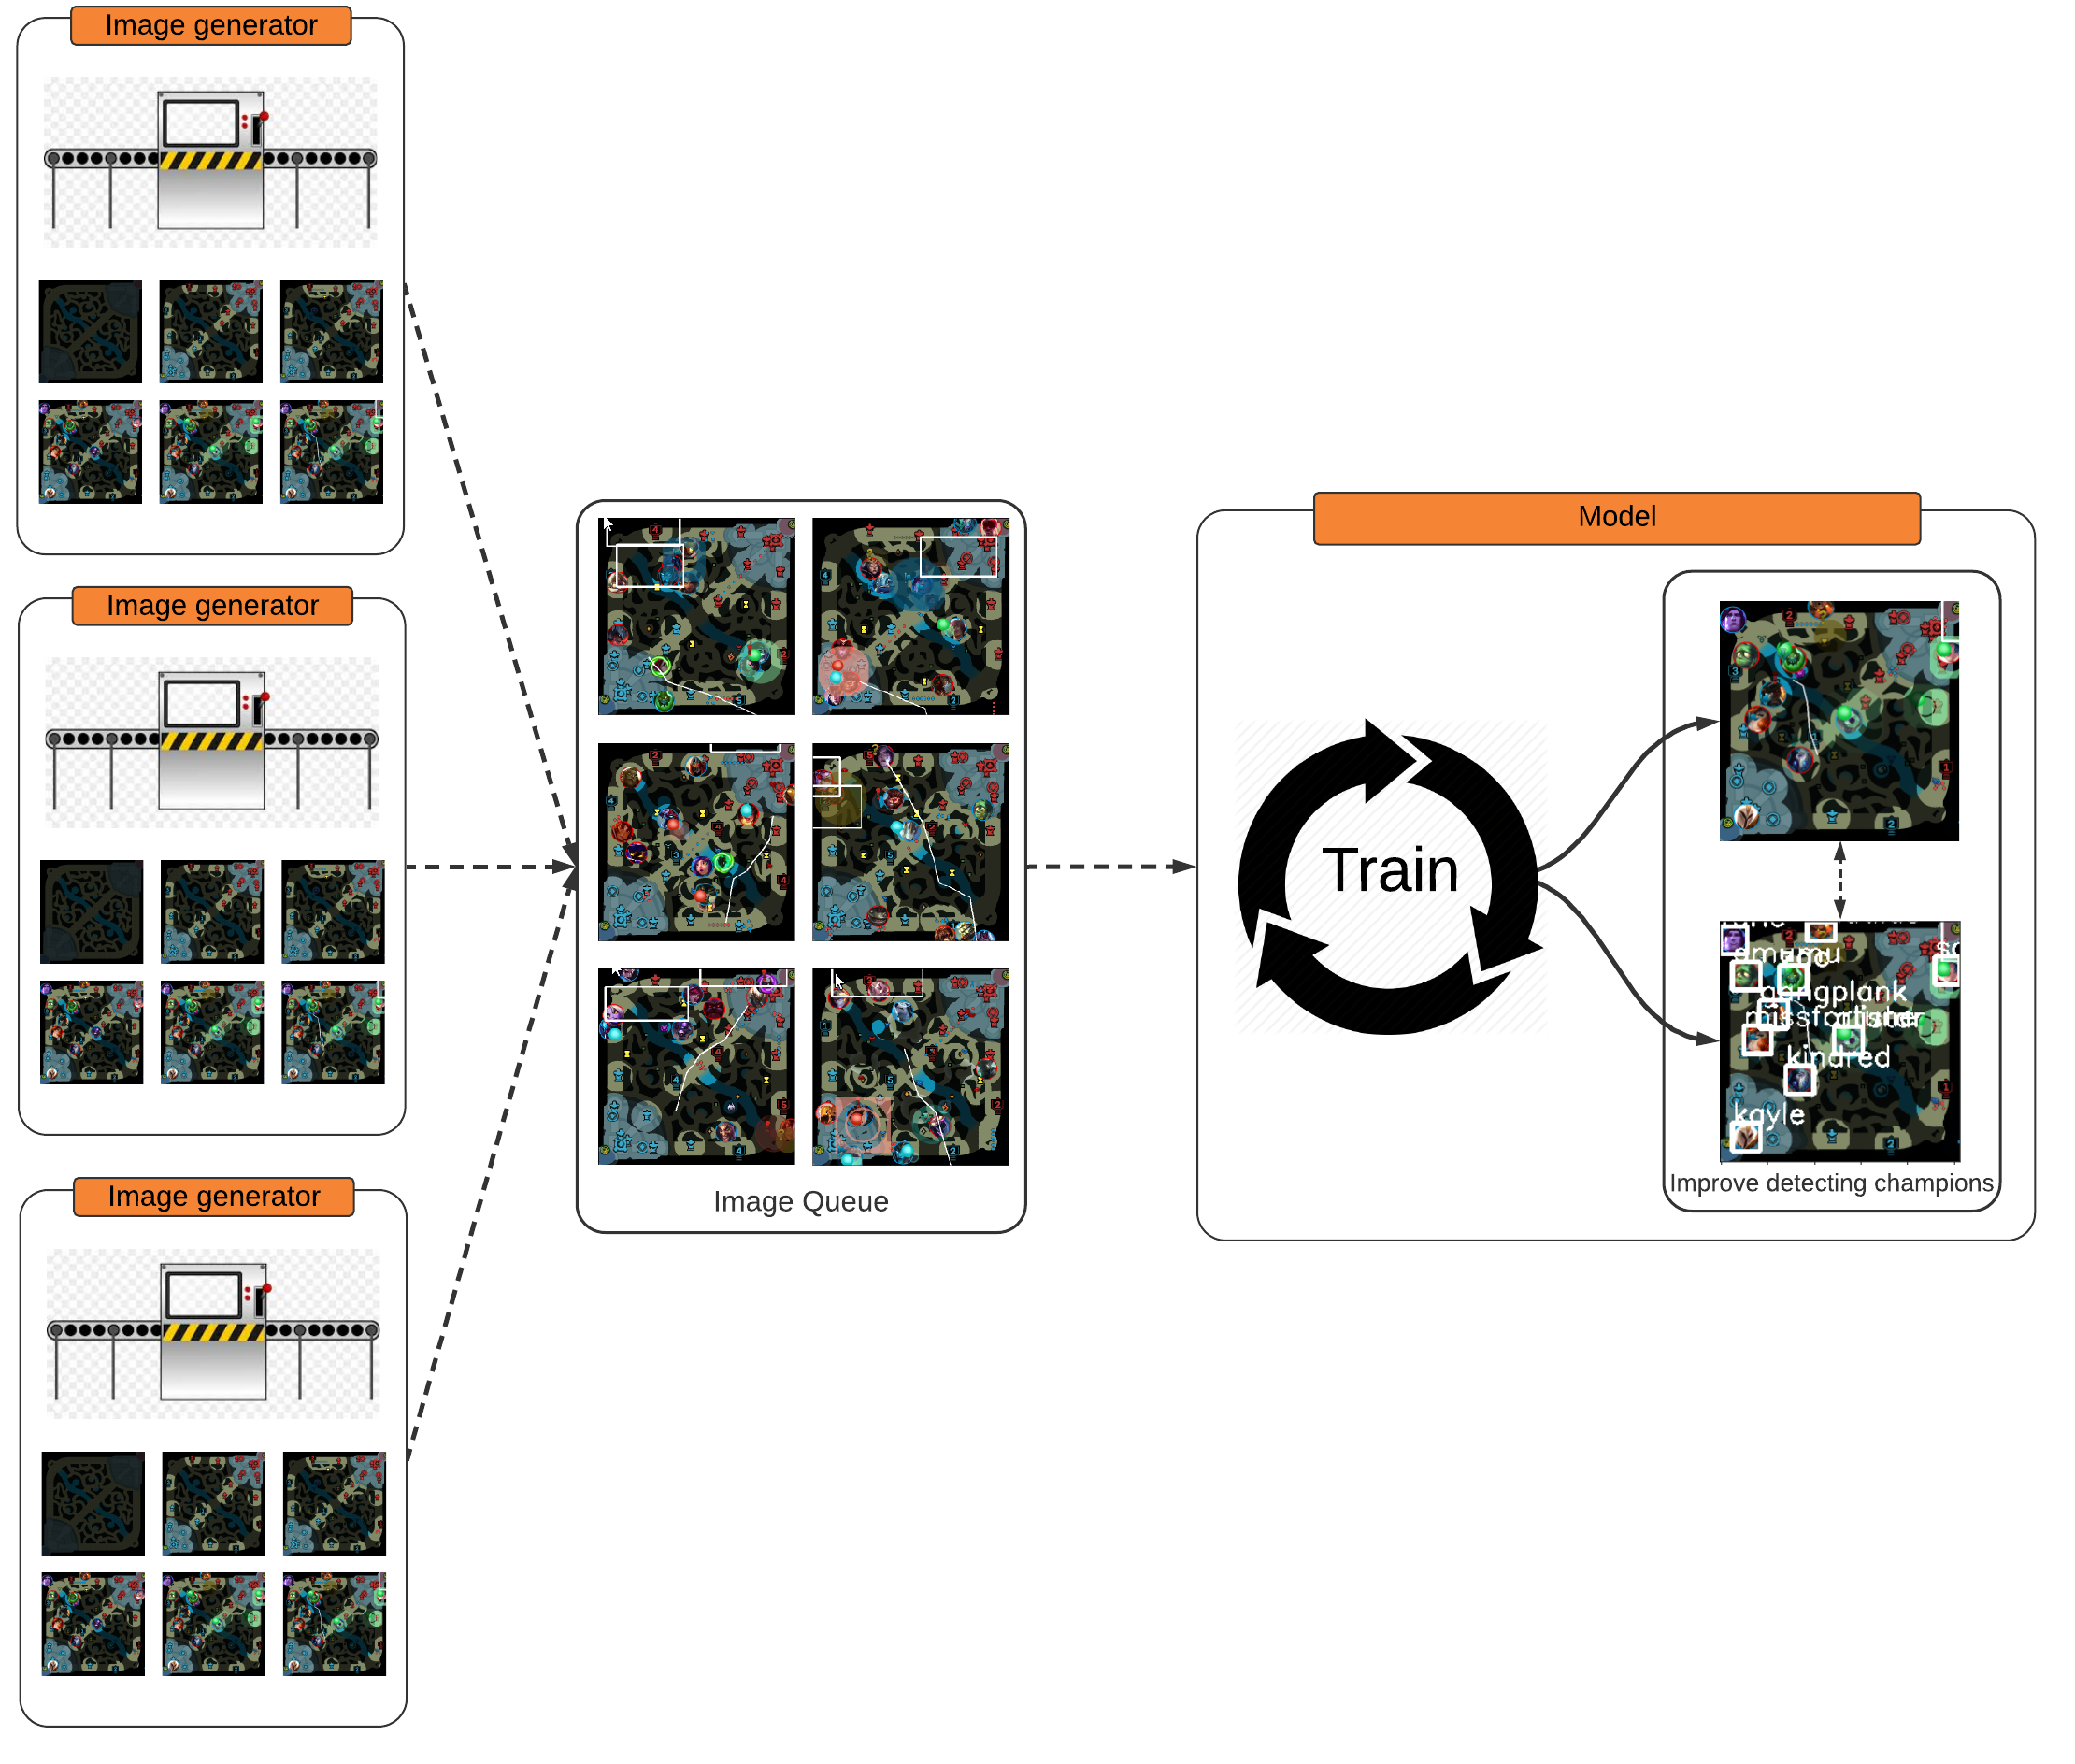 Image generator
Image generator
Image generator
Image Queue
Model
Train
amumu
gangplank
missfortune
kindred
kayle
Improve detecting champions